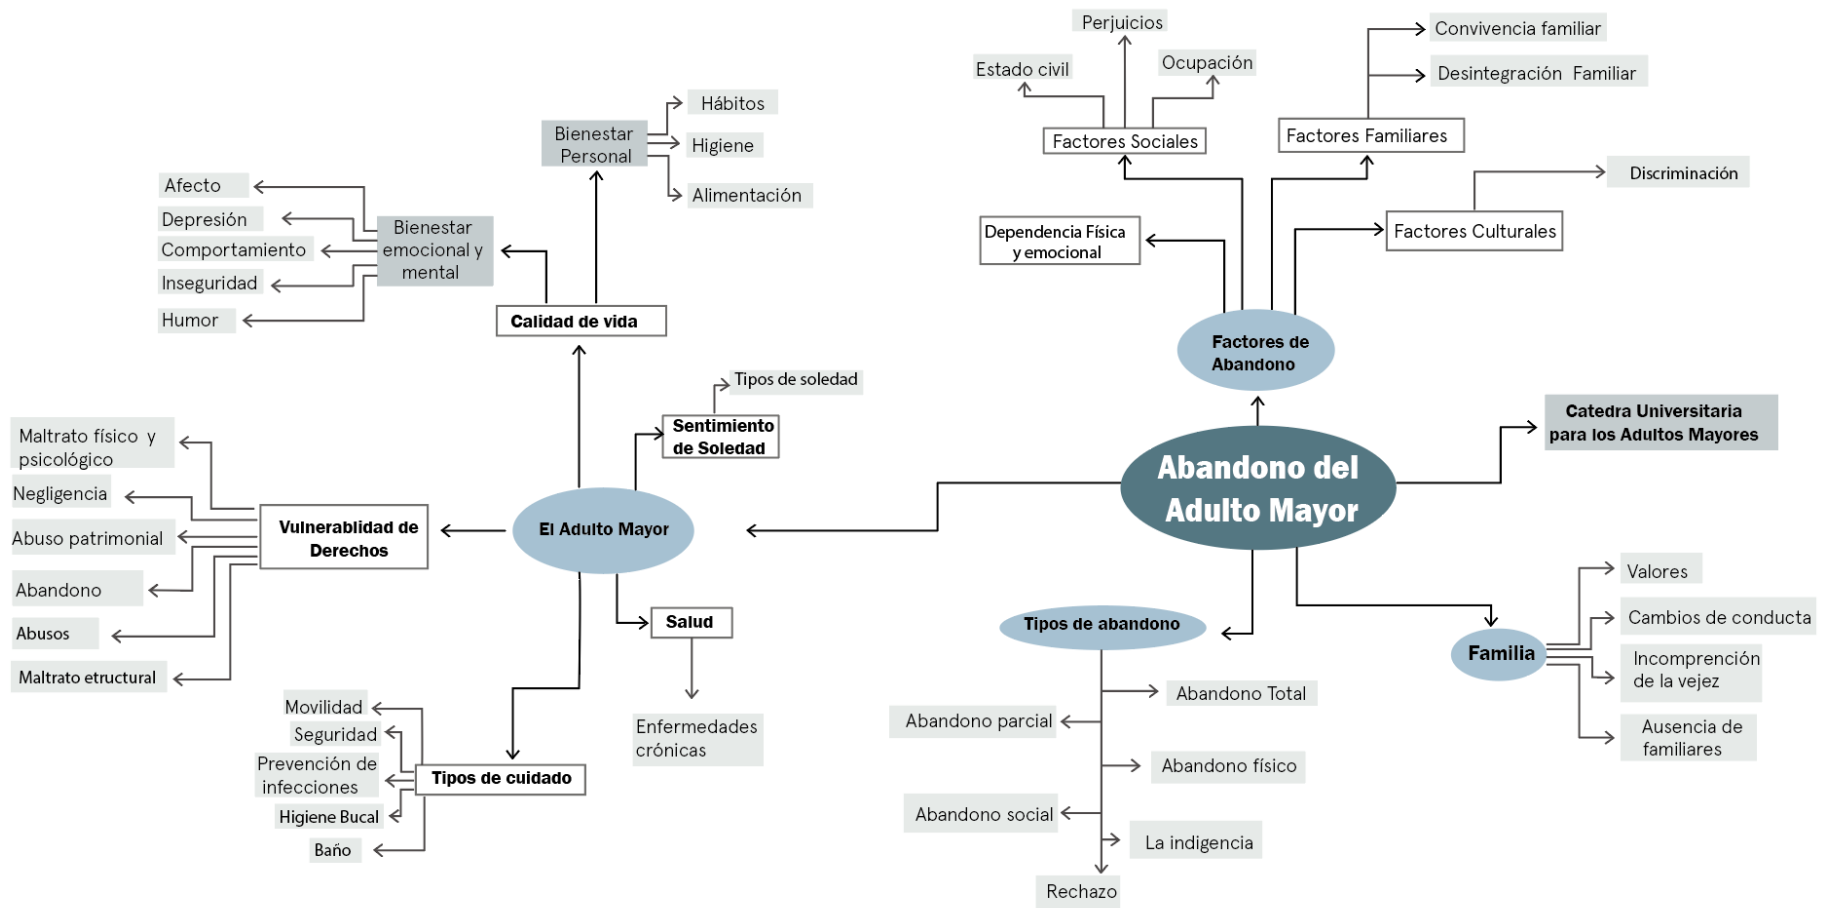 Perjuicios
Estado civil
Ocupación
Factores Sociales
Convivencia familiar
Desintegración Familiar
Factores Familiares
Discriminación
Factores Culturales
Dependencia Física
y emocional
Factores de
Abandono
Hábitos
Bienestar
Personal
Higiene
Alimentación
Afecto
Depresión
Comportamiento
Inseguridad
Humor
Bienestar
emocional y
mental
Calidad de vida
Tipos de soledad
Sentimiento
de Soledad
Catedra Universitaria
para los Adultos Mayores
Abandono del
Adulto Mayor
El Adulto Mayor
Maltrato físico y
psicológico
Negligencia
Abuso patrimonial
Abandono
Abusos
Maltrato etructural
Vulnerablidad de
Derechos
Salud
Enfermedades
crónicas
Movilidad
Seguridad
Prevención de
infecciones
Higiene Bucal
Baño
Tipos de cuidado
Tipos de abandono
Abandono Total
Abandono parcial
Abandono físico
Abandono social
La indigencia
Rechazo
Familia
Valores
Cambios de conducta
Incomprención
de la vejez
Ausencia de
familiares